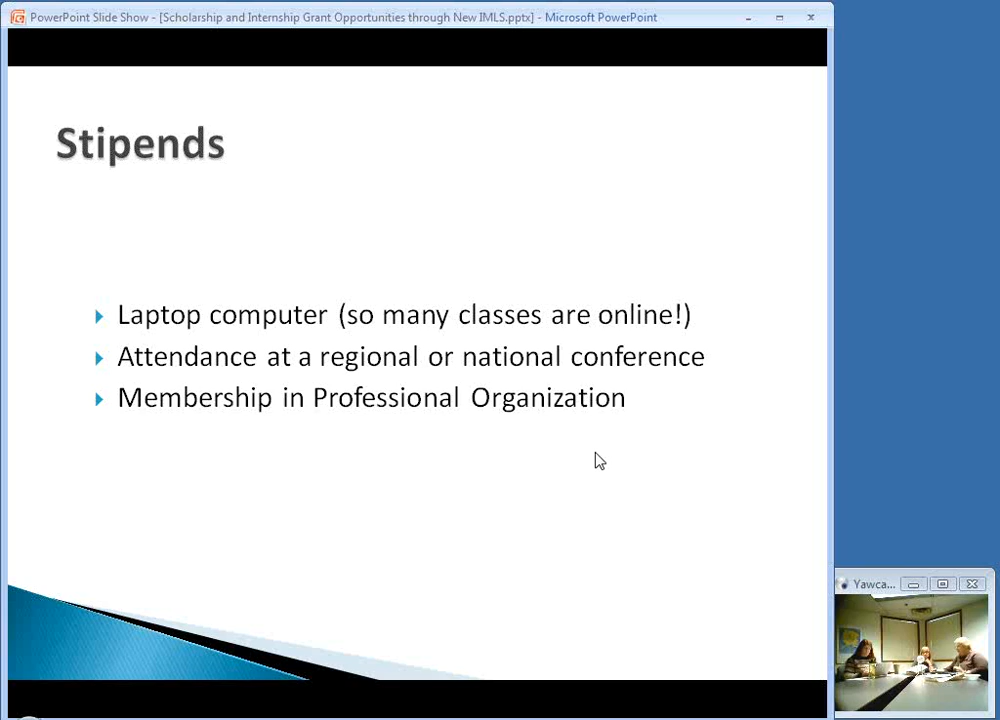 PowerPoint Slide Show - [Scholarship and Internship Grant Opportunities through New IMLS.pptx] - Microsoft PowerPoint
Stipends
Laptop computer (so many classes are online!)
Attendance at a regional or national conference
Membership in Professional Organization
Yawca...